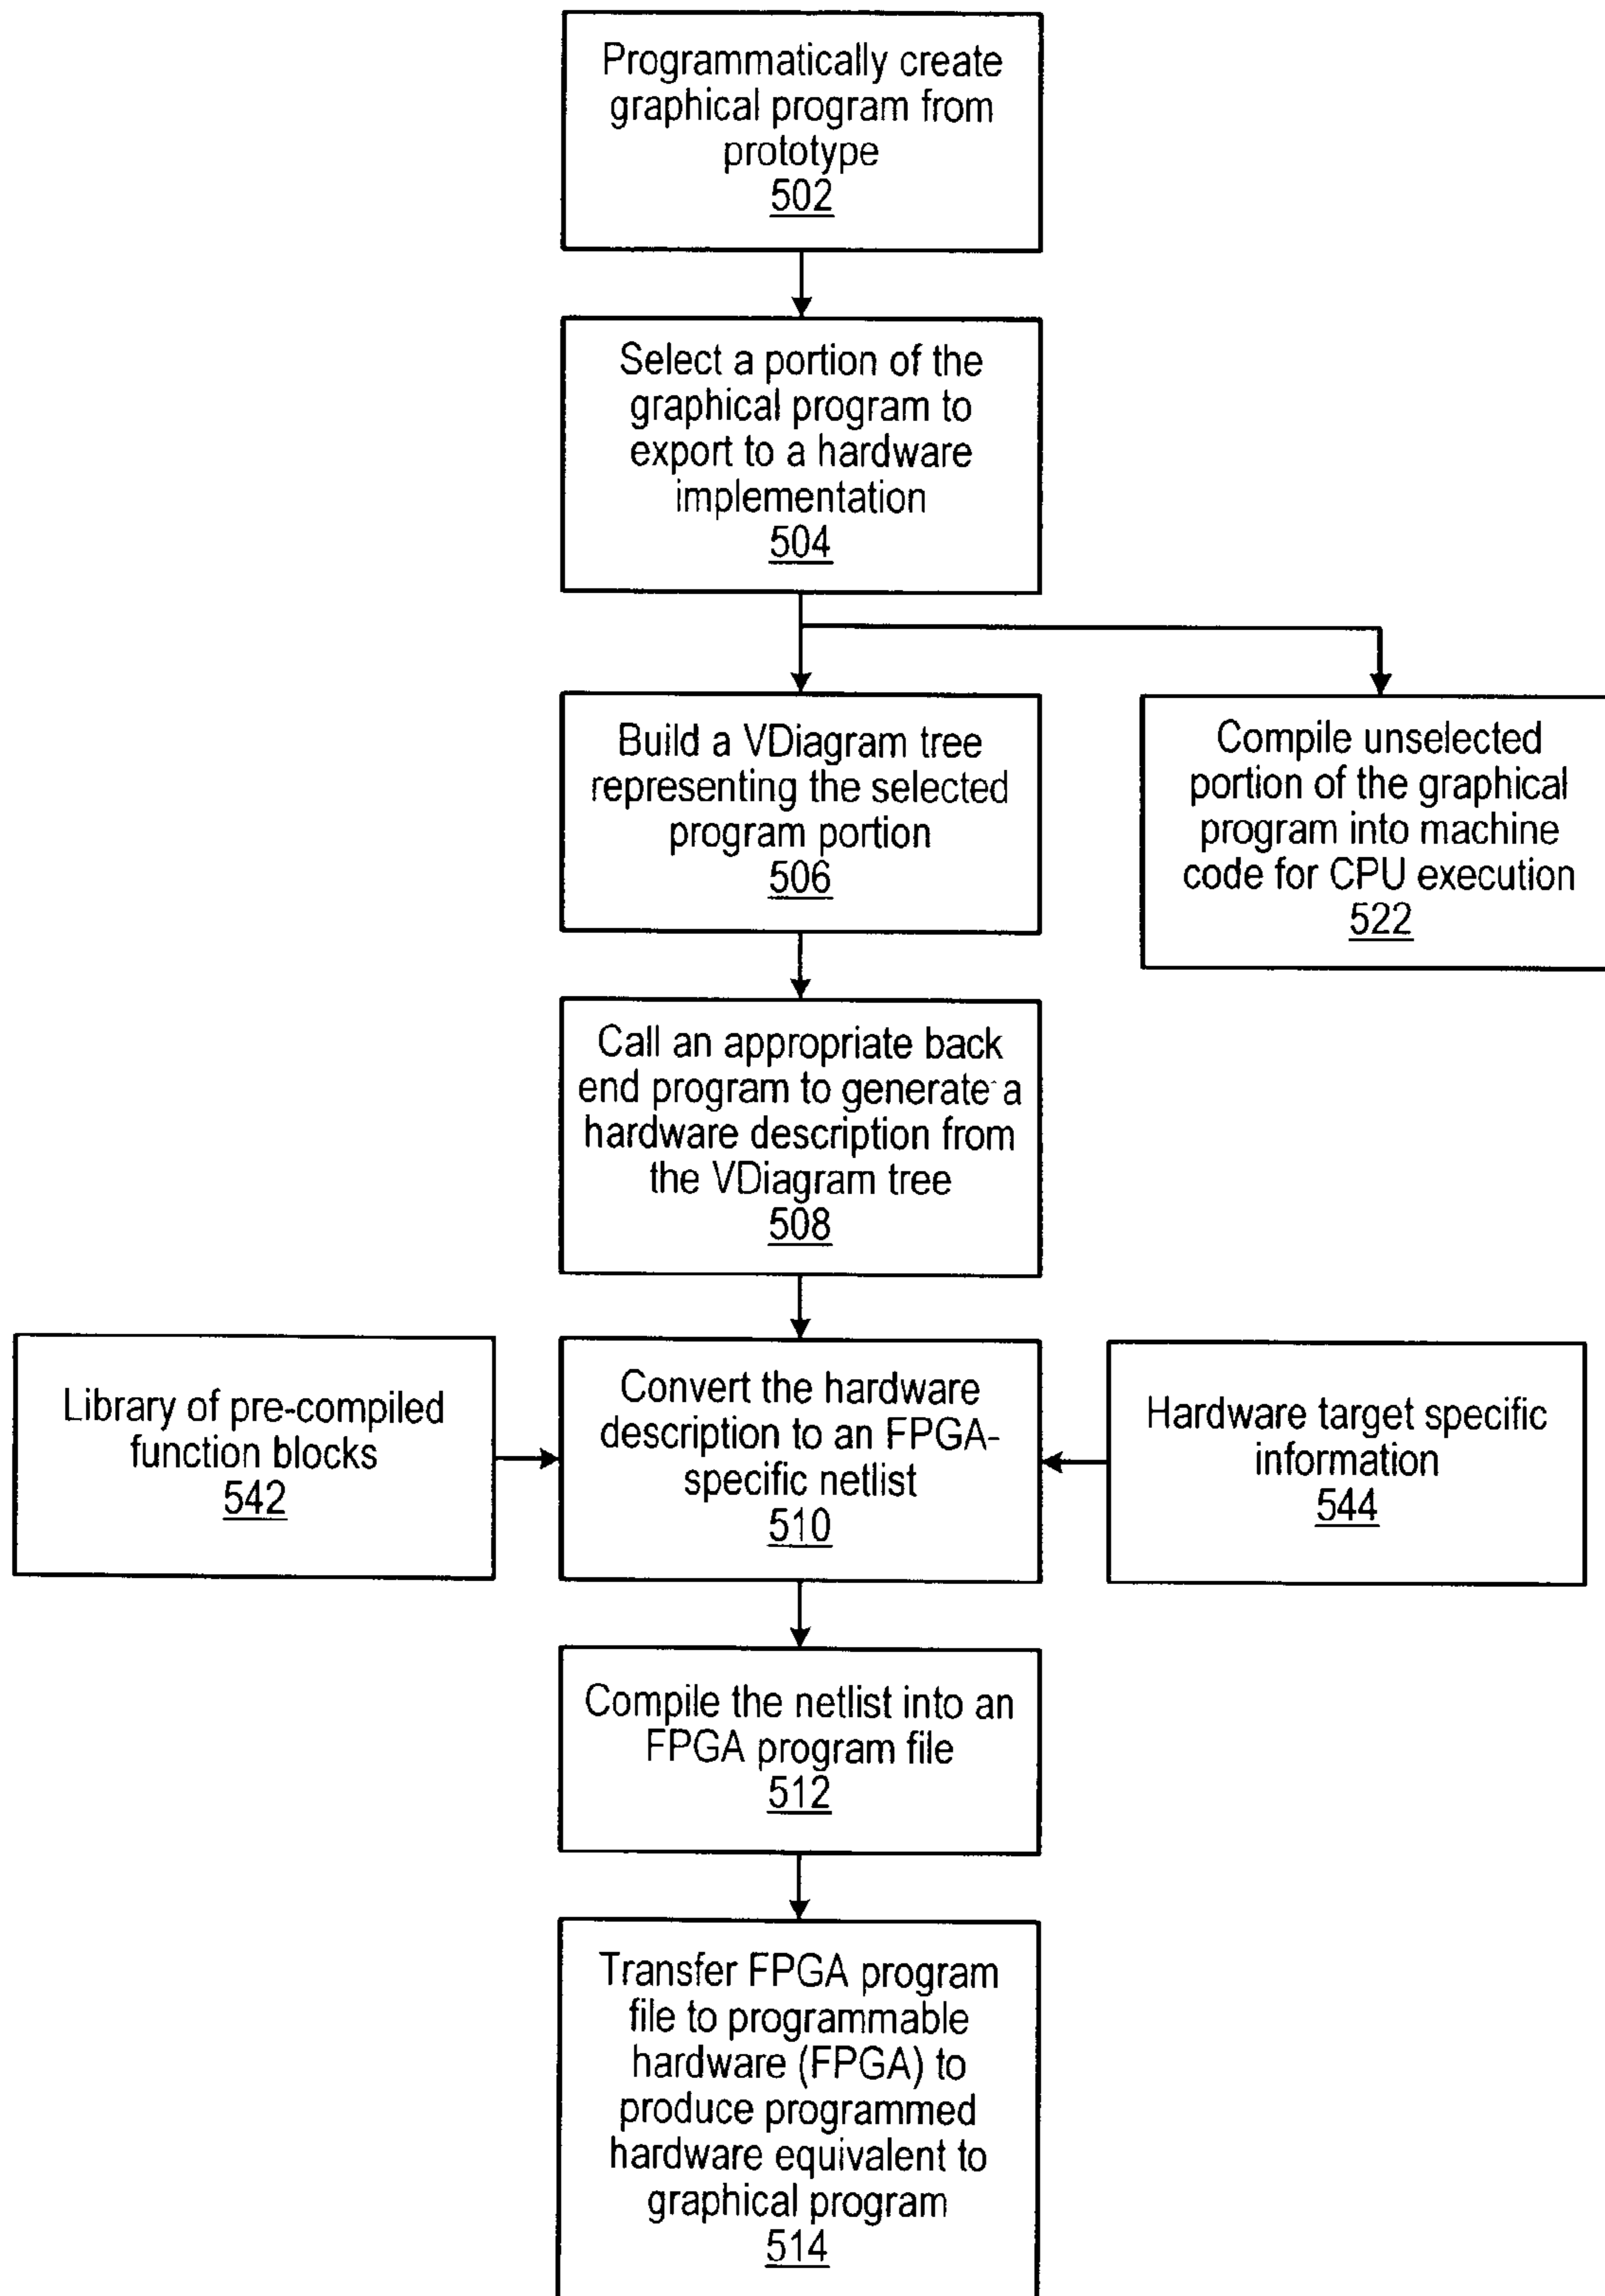 Programmatically create
graphical program from
prototype
502
Select a portion of the
graphical program to
export to a hardware
implementation
504
Build a VDiagram tree
representing the selected
program portion
506
Compile unselected
portion of the graphical
program into machine
code for CPU execution
522
Call an appropriate back
end program to generate a
hardware description from
the VDiagram tree
508
Library of pre-compiled
function blocks
542
Convert the hardware
description to an FPGA-
specific netlist
510
Hardware target specific
information
544
Compile the netlist into an
FPGA program file
512
Transfer FPGA program
file to programmable
hardware (FPGA) to
produce programmed
hardware equivalent to
graphical program
514